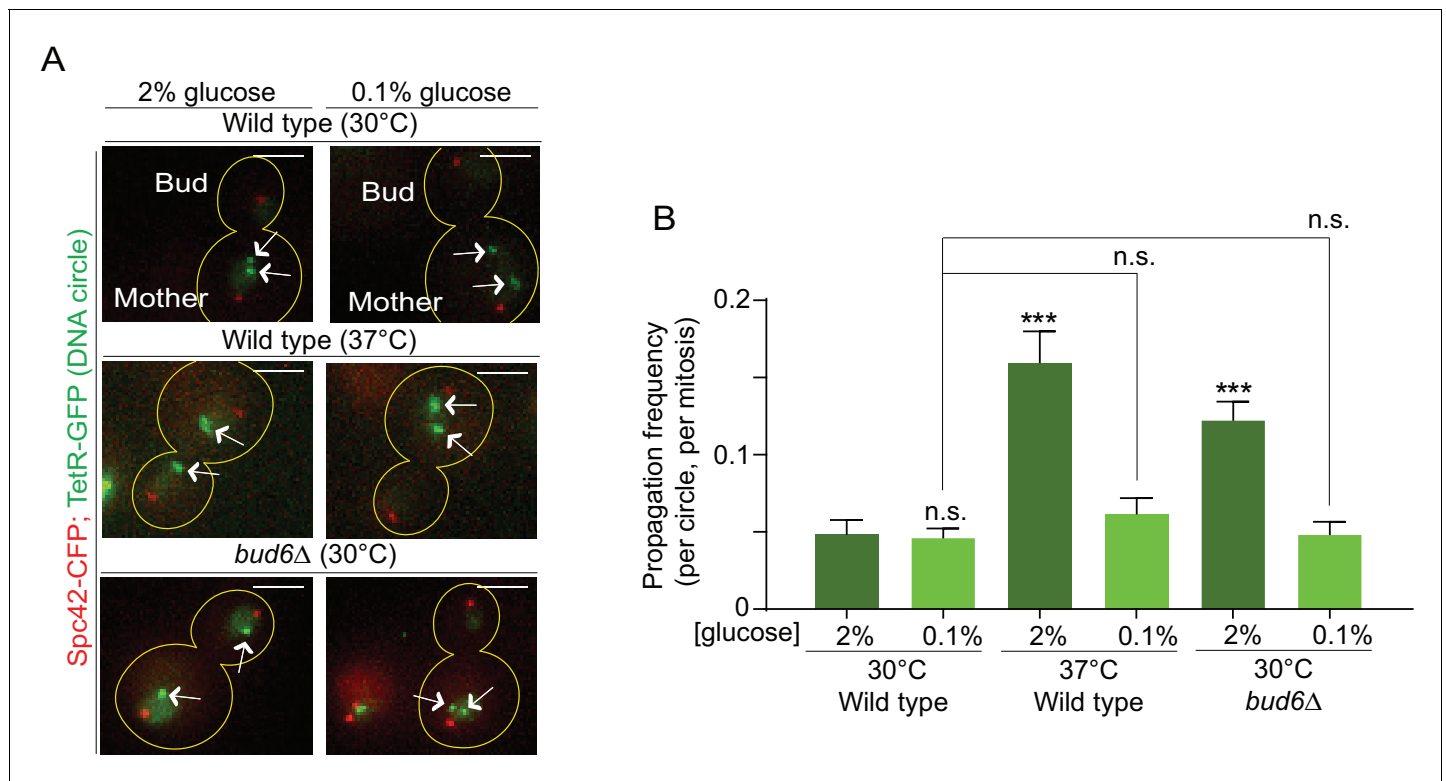 A
2% glucose 0.1% glucose
Wild type (30°C)
Bud Bud
Mother Mother
Wild type (37°C)
bud6Δ (30°C)
Spc42-CFP; TetR-GFP (DNA circle)
B
n.s.
n.s.
*** ***
n.s.
Propagation frequency
(per circle, per mitosis)
0.2
0.1
0
[glucose] 2% 0.1% 2% 0.1% 2% 0.1%
30°C 37°C 30°C
Wild type Wild type bud6Δ